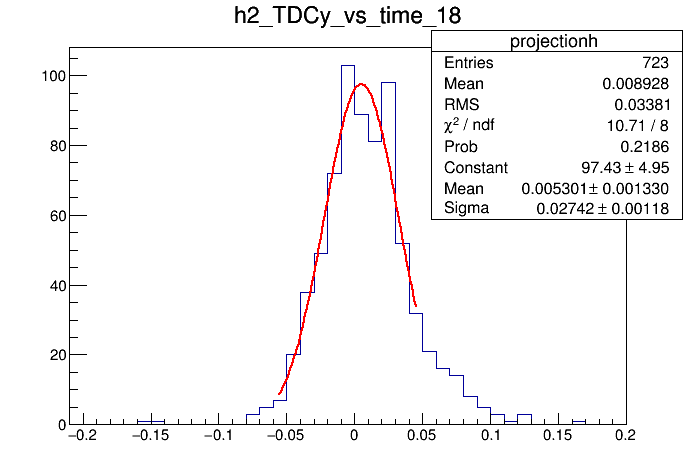 h2_TDCy_vs_time_18
projectionh
Entries 723
Mean 0.008928
RMS 0.03381
χ² / ndf 10.71 / 8
Prob 0.2186
Constant 97.43 ± 4.95
Mean 0.005301 ± 0.001330
Sigma 0.02742 ± 0.00118
100
80
60
40
20
0
−0.2 −0.15 −0.1 −0.05 0 0.05 0.1 0.15 0.2